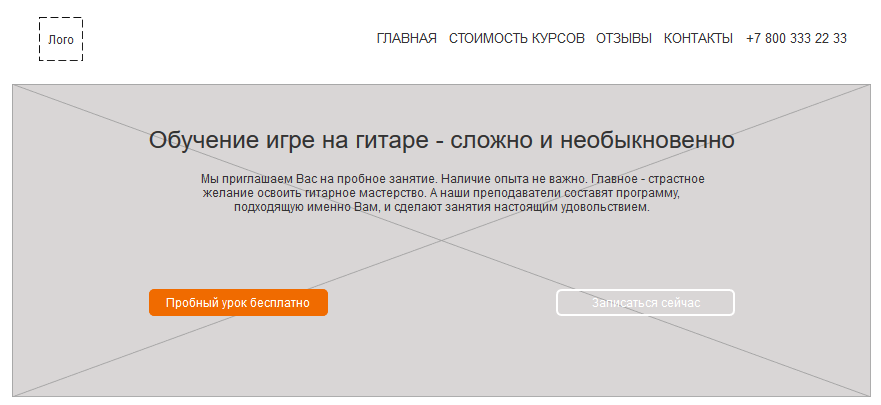 Лого
ГЛАВНАЯ СТОИМОСТЬ КУРСОВ ОТЗЫВЫ КОНТАКТЫ +7 800 333 22 33
Обучение игре на гитаре - сложно и необыкновенно
Мы приглашаем Вас на пробное занятие. Наличие опыта не важно. Главное - страстное
желание освоить гитарное мастерство. А наши преподаватели составят программу,
подходящую именно Вам, и сделают занятия настоящим удовольствием.
Пробный урок бесплатно
Записаться сейчас